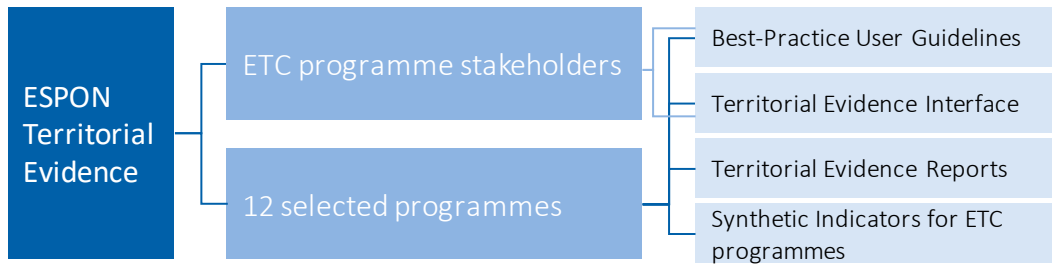 ESPON
Territorial
Evidence
ETC programme stakeholders
12 selected programmes
Best-Practice User Guidelines
Territorial Evidence Interface
Territorial Evidence Reports
Synthetic Indicators for ETC
programmes